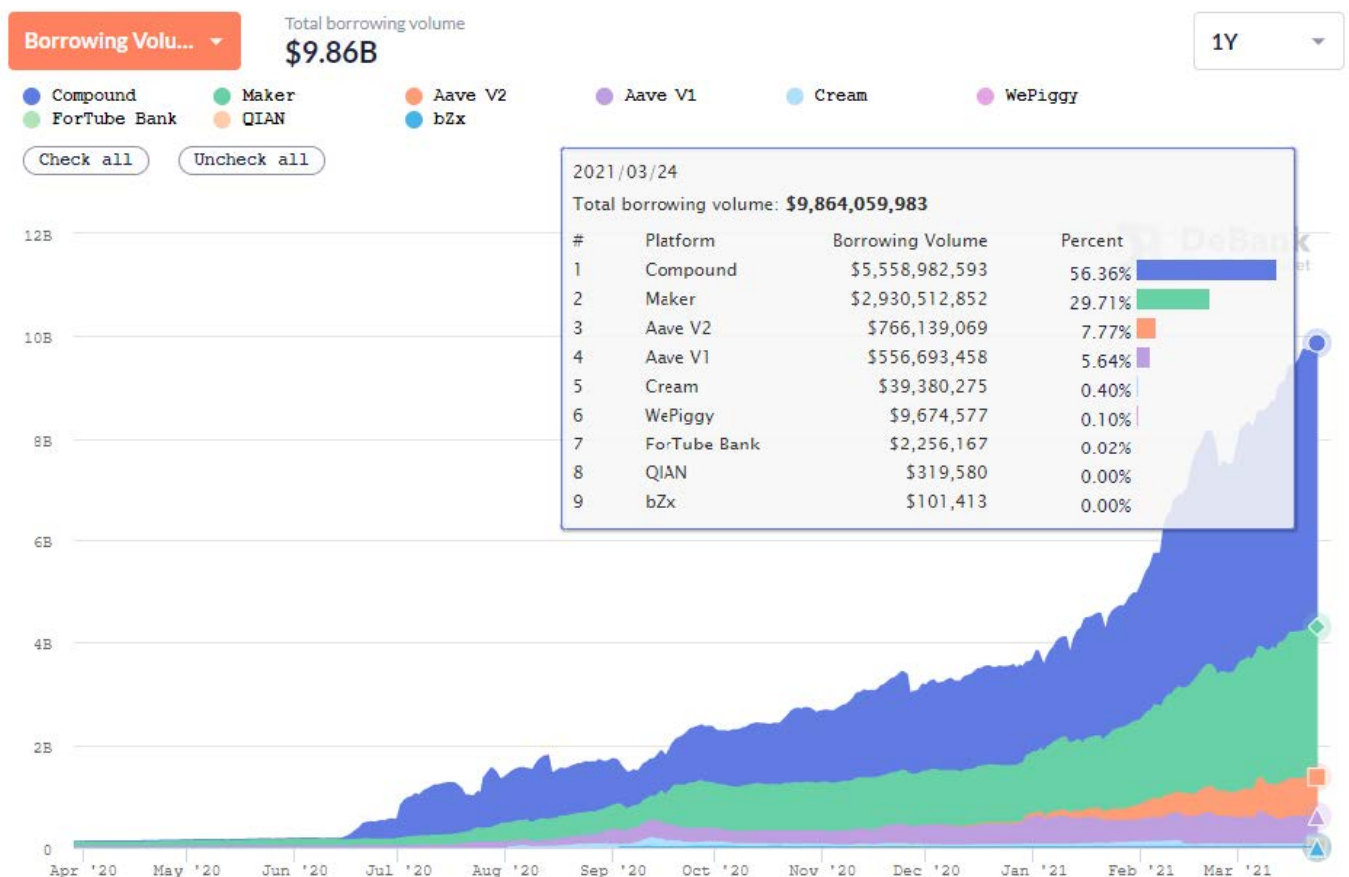 Borrowing Volu...
Total borrowing volume
$9.86B
1Y
Compound Maker Aave V2 Aave V1 Cream WePiggy
ForTube Bank QIAN bZx
Check all Uncheck all
2021/03/24
Total borrowing volume: $9,864,059,983
# Platform Borrowing Volume Percent
1 Compound $5,558,982,593 56.36%
2 Maker $2,930,512,852 29.71%
3 Aave V2 $766,139,069 7.77%
4 Aave V1 $556,693,458 5.64%
5 Cream $39,380,275 0.40%
6 WePiggy $9,674,577 0.10%
7 ForTube Bank $2,256,167 0.02%
8 QIAN $319,580 0.00%
9 bZx $101,413 0.00%
DeBank
12B
10B
8B
6B
4B
2B
0
Apr '20 May '20 Jun '20 Jul '20 Aug '20 Sep '20 Oct '20 Nov '20 Dec '20 Jan '21 Feb '21 Mar '21